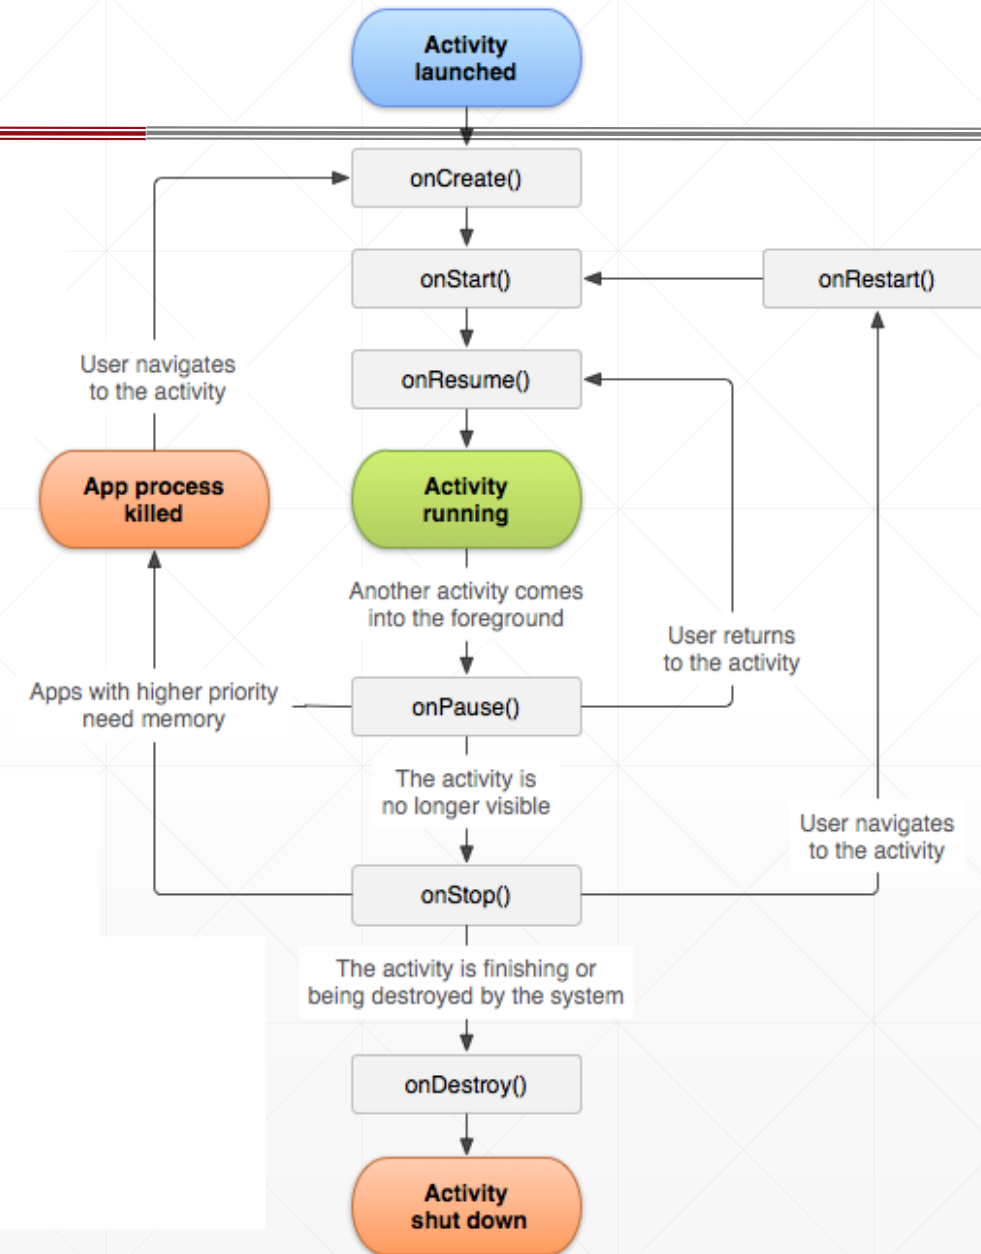 Activity
launched
onCreate()
onStart()
onRestart()
User navigates
to the activity
onResume()
App process
killed
Activity
running
Another activity comes
into the foreground
User returns
to the activity
Apps with higher priority
need memory
onPause()
The activity is
no longer visible
User navigates
to the activity
onStop()
The activity is finishing or
being destroyed by the system
onDestroy()
Activity
shut down